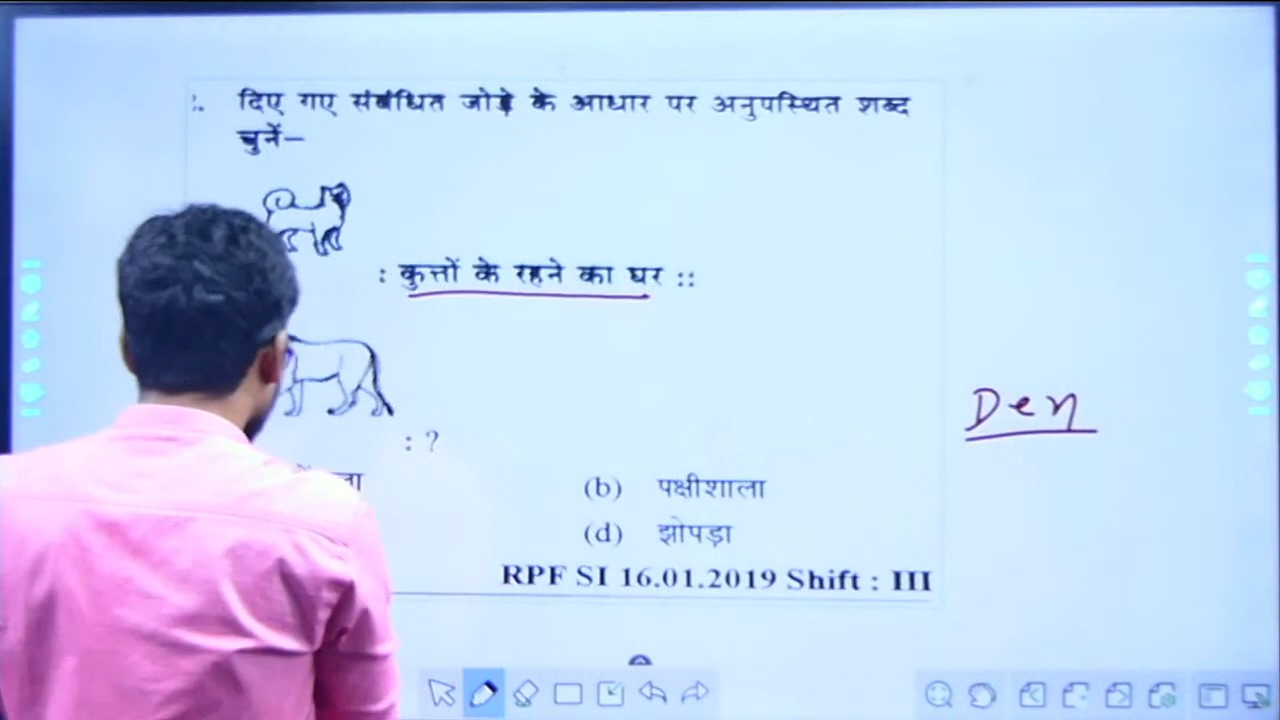 दिए गए संबंधित जोड़े के आधार पर अनुपस्थित शब्द
चुनें–
: कुत्तों के रहने का घर ::
Den
: ?
(b) पक्षीशाला
(d) झोपड़ा
RPF SI 16.01.2019 Shift : III